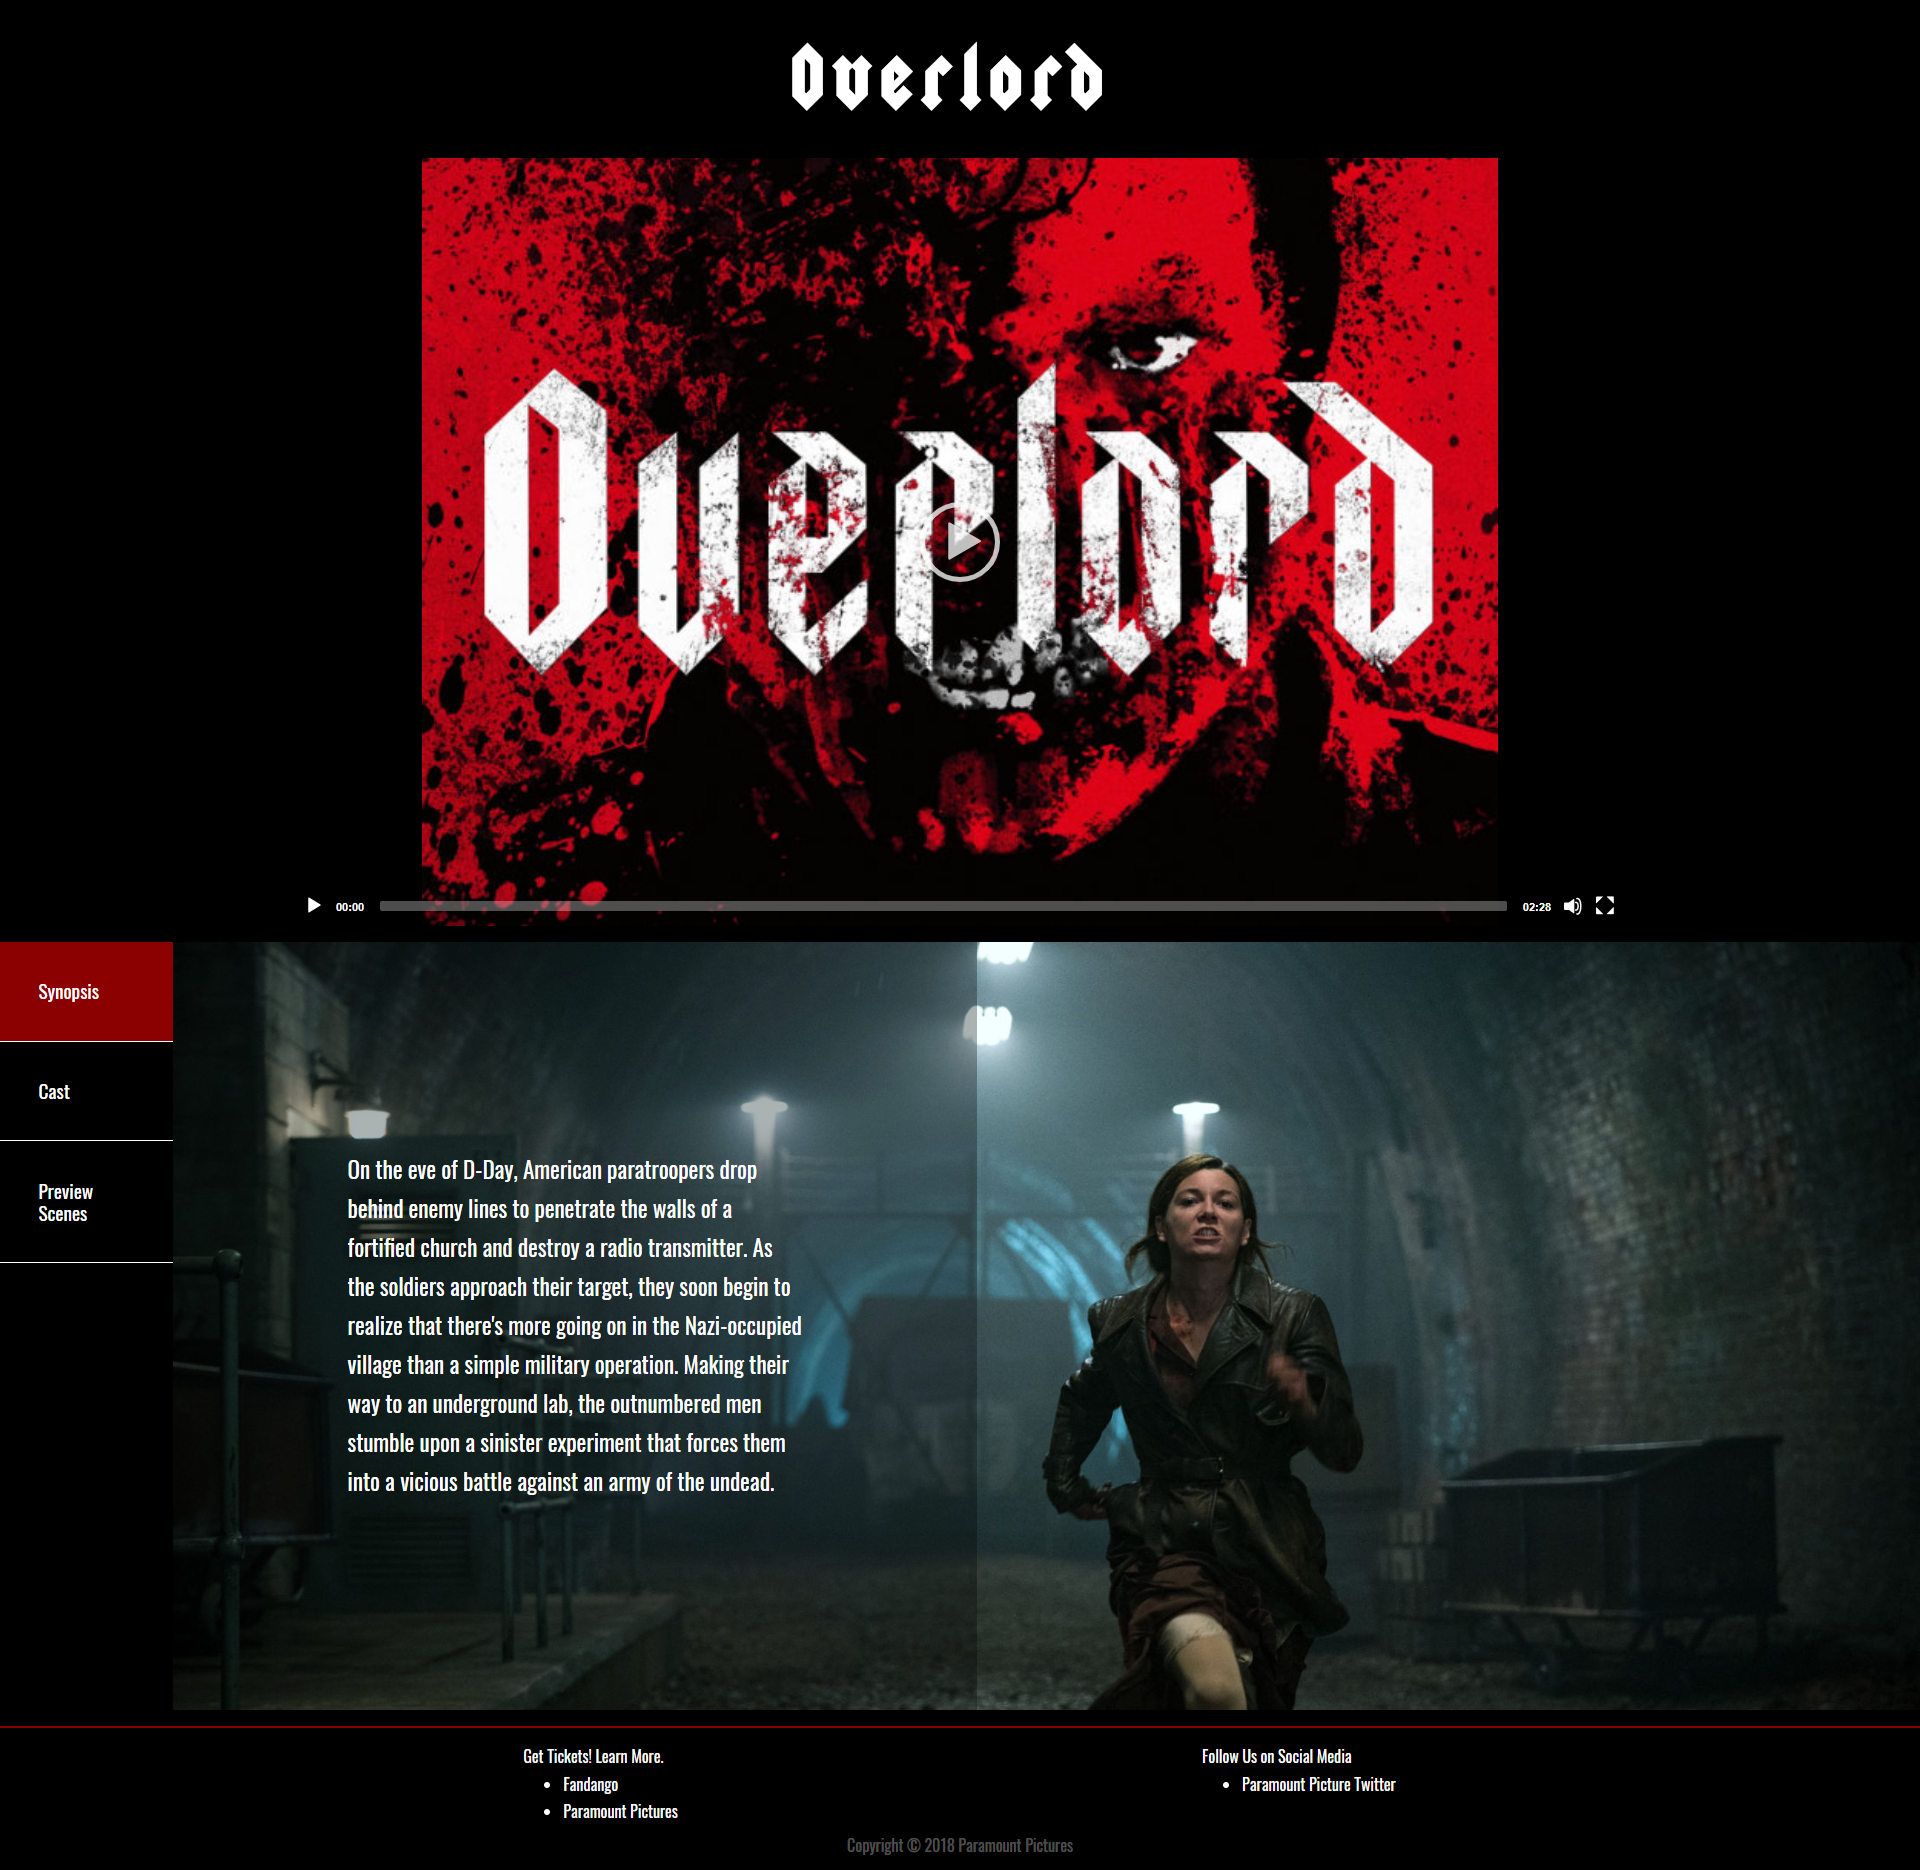 Overlord
Overlord
00:00
02:28
Synopsis
Cast
Preview
Scenes
On the eve of D-Day, American paratroopers drop
behind enemy lines to penetrate the walls of a
fortified church and destroy a radio transmitter. As
the soldiers approach their target, they soon begin to
realize that there's more going on in the Nazi-occupied
village than a simple military operation. Making their
way to an underground lab, the outnumbered men
stumble upon a sinister experiment that forces them
into a vicious battle against an army of the undead.
Get Tickets! Learn More.
• Fandango
• Paramount Pictures
Follow Us on Social Media
• Paramount Picture Twitter
Copyright © 2018 Paramount Pictures